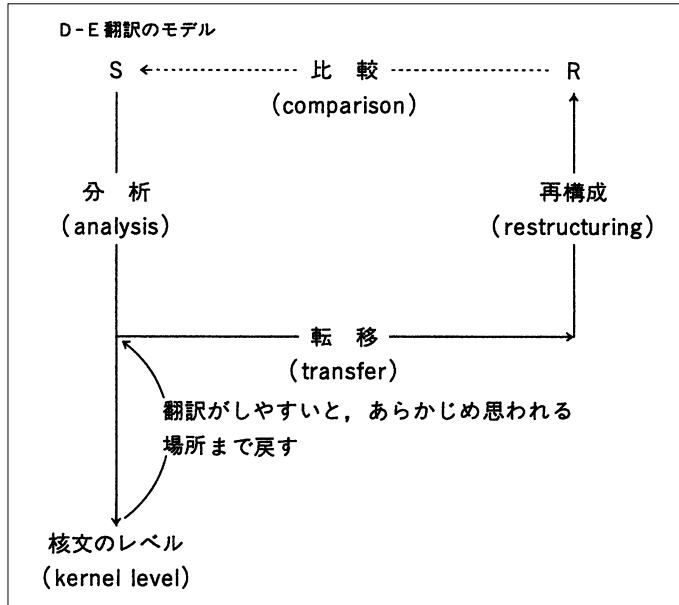 D-E翻訳のモデル
S 比較 R
(comparison)
分析 再構成
(analysis) (restructuring)
転移
(transfer)
翻訳がしやすいと，あらかじめ思われる
場所まで戻す
核文のレベル
(kernel level)